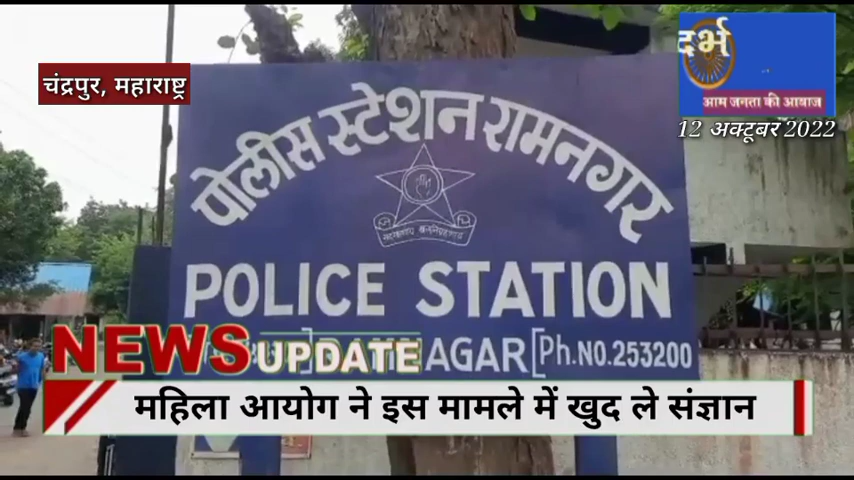 चंद्रपुर, महाराष्ट्र
दर्भ
आम जनता की आवाज
12 अक्टूबर 2022
पोलीस स्टेशन रामनगर
POLICE STATION
AGAR [Ph.NO.253200
NEWS UPDATE
महिला आयोग ने इस मामले में खुद ले संज्ञान